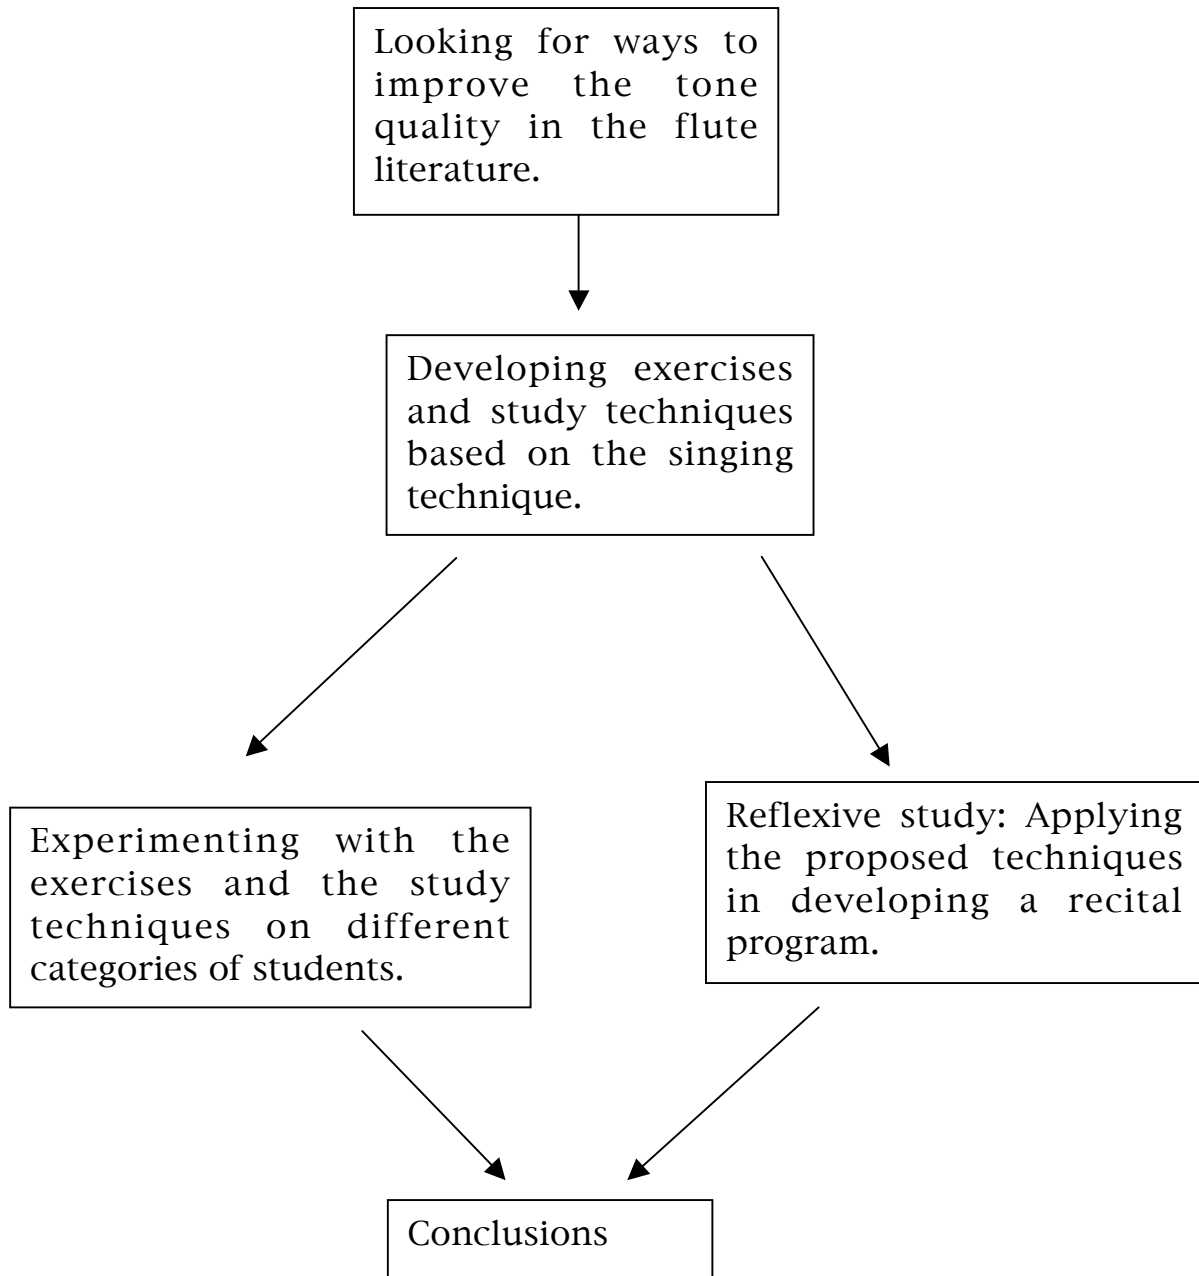 Looking for ways to
improve the tone
quality in the flute
literature.
Developing exercises
and study techniques
based on the singing
technique.
Experimenting with the
exercises and the study
techniques on different
categories of students.
Reflexive study: Applying
the proposed techniques
in developing a recital
program.
Conclusions